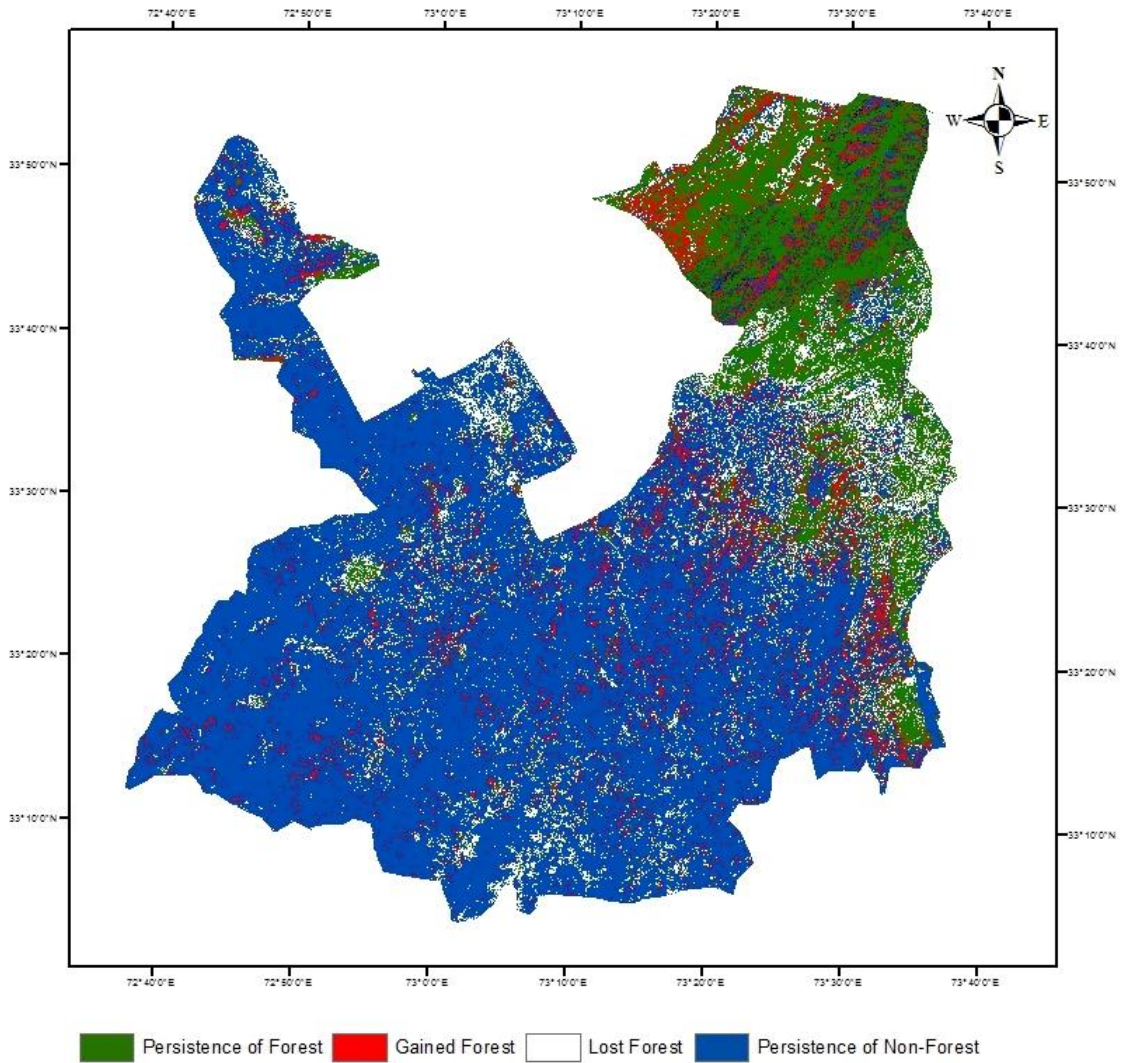 72°40'0"E 72°50'0"E 73°0'0"E 73°10'0"E 73°20'0"E 73°30'0"E 73°40'0"E
N
W E
S
33°50'0"N 33°50'0"N
33°40'0"N 33°40'0"N
33°30'0"N 33°30'0"N
33°20'0"N 33°20'0"N
33°10'0"N 33°10'0"N
72°40'0"E 72°50'0"E 73°0'0"E 73°10'0"E 73°20'0"E 73°30'0"E 73°40'0"E
Persistence of Forest Gained Forest Lost Forest Persistence of Non-Forest